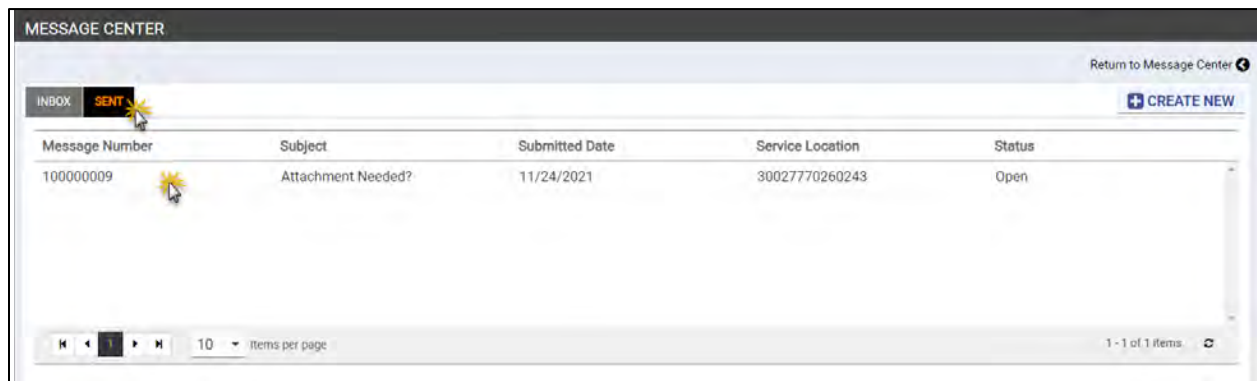 MESSAGE CENTER
Return to Message Center
INBOX SENT CREATE NEW
Message Number Subject Submitted Date Service Location Status
100000009 Attachment Needed? 11/24/2021 30027770260243 Open
1 10 items per page 1 - 1 of 1 items